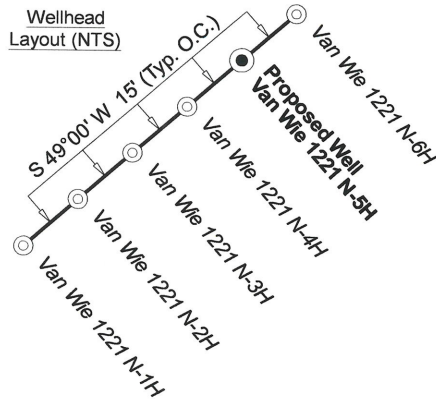 Wellhead
Layout (NTS)
S 49°00' W 15' (Typ. O.C.)
Van Wie 1221 N-6H
Proposed Well
Van Wie 1221 N-5H
Van Wie 1221 N-4H
Van Wie 1221 N-3H
Van Wie 1221 N-2H
Van Wie 1221 N-1H